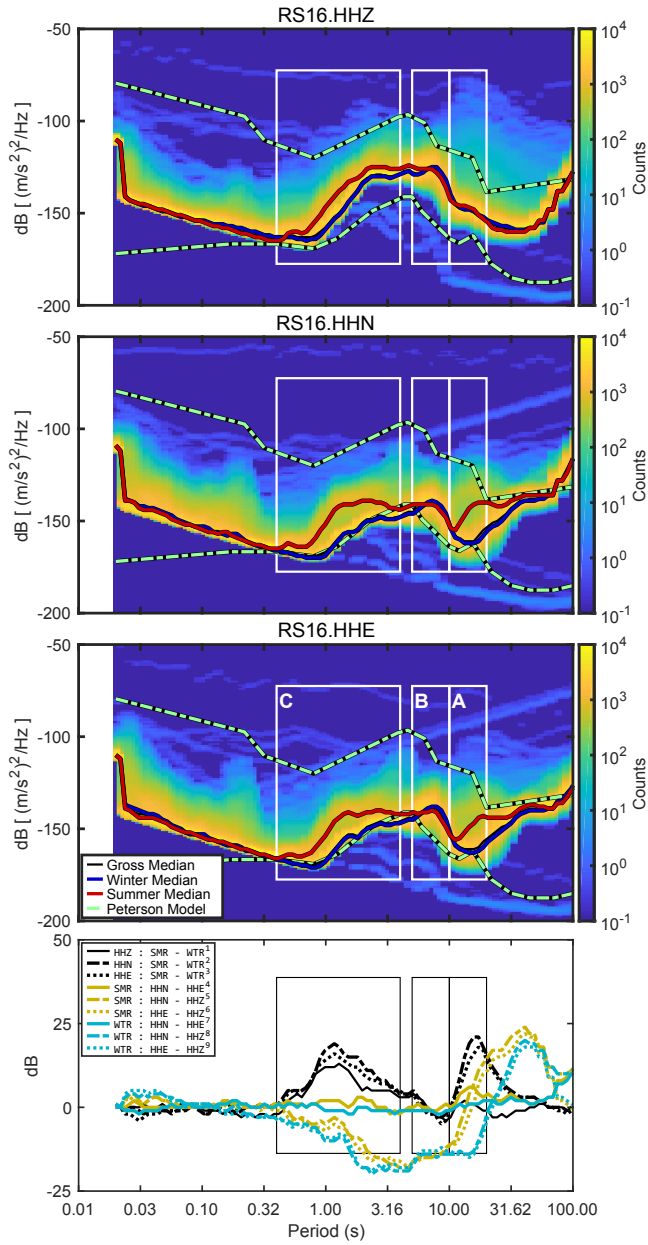 RS16.HHZ
-50
-100
-150
-200
dB [ (m/s²)²/Hz]
10⁴
10³
10²
10¹
10⁰
10⁻¹
Counts
RS16.HHN
-50
-100
-150
-200
dB [ (m/s²)²/Hz]
10⁴
10³
10²
10¹
10⁰
10⁻¹
Counts
RS16.HHE
-50
-100
-150
-200
dB [ (m/s²)²/Hz]
C B A
Gross Median
Winter Median
Summer Median
Peterson Model
10⁴
10³
10²
10¹
10⁰
10⁻¹
Counts
50
25
0
-25
dB
HHZ : SMR - WTR¹
HHN : SMR - WTR²
HHE : SMR - WTR³
SMR : HHN - HHE⁴
SMR : HHN - HHZ⁵
SMR : HHE - HHZ⁶
WTR : HHN - HHE⁷
WTR : HHN - HHZ⁸
WTR : HHE - HHZ⁹
0.01 0.03 0.10 0.32 1.00 3.16 10.00 31.62 100.00
Period (s)